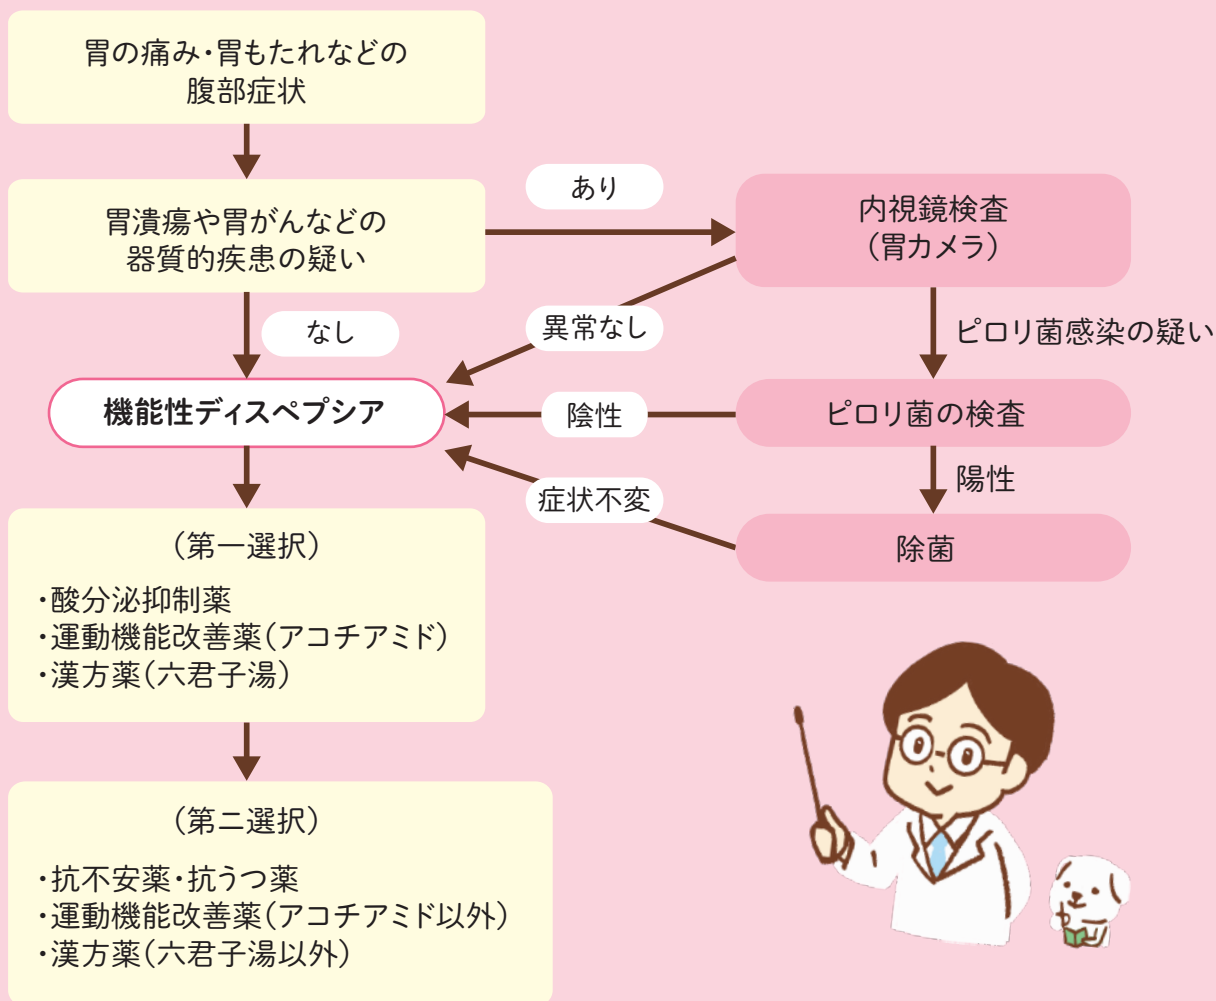 胃の痛み・胃もたれなどの
腹部症状
胃潰瘍や胃がんなどの
器質的疾患の疑い
あり
内視鏡検査
（胃カメラ）
なし
異常なし
ピロリ菌感染の疑い
機能性ディスペプシア
陰性
ピロリ菌の検査
陽性
症状不変
除菌
（第一選択）
・酸分泌抑制薬
・運動機能改善薬（アコチアミド）
・漢方薬（六君子湯）
（第二選択）
・抗不安薬・抗うつ薬
・運動機能改善薬（アコチアミド以外）
・漢方薬（六君子湯以外）